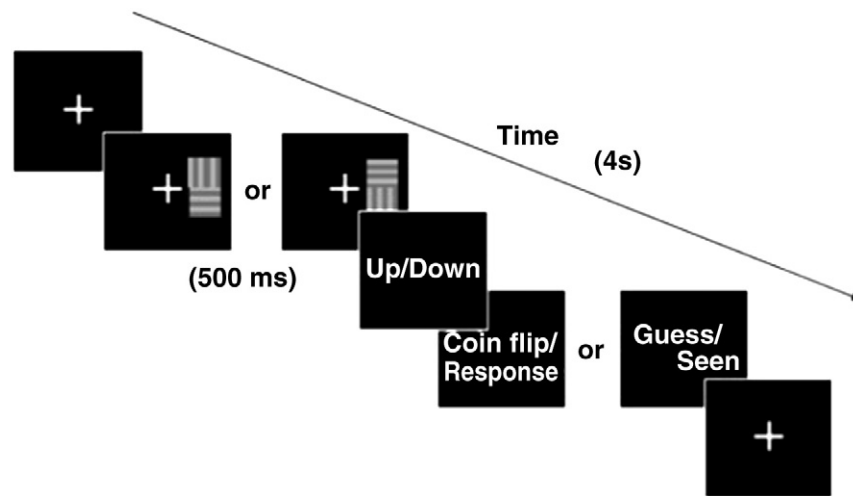 Time
(4s)
or
(500 ms)
Up/Down
Coin flip/
Response
or
Guess/
Seen